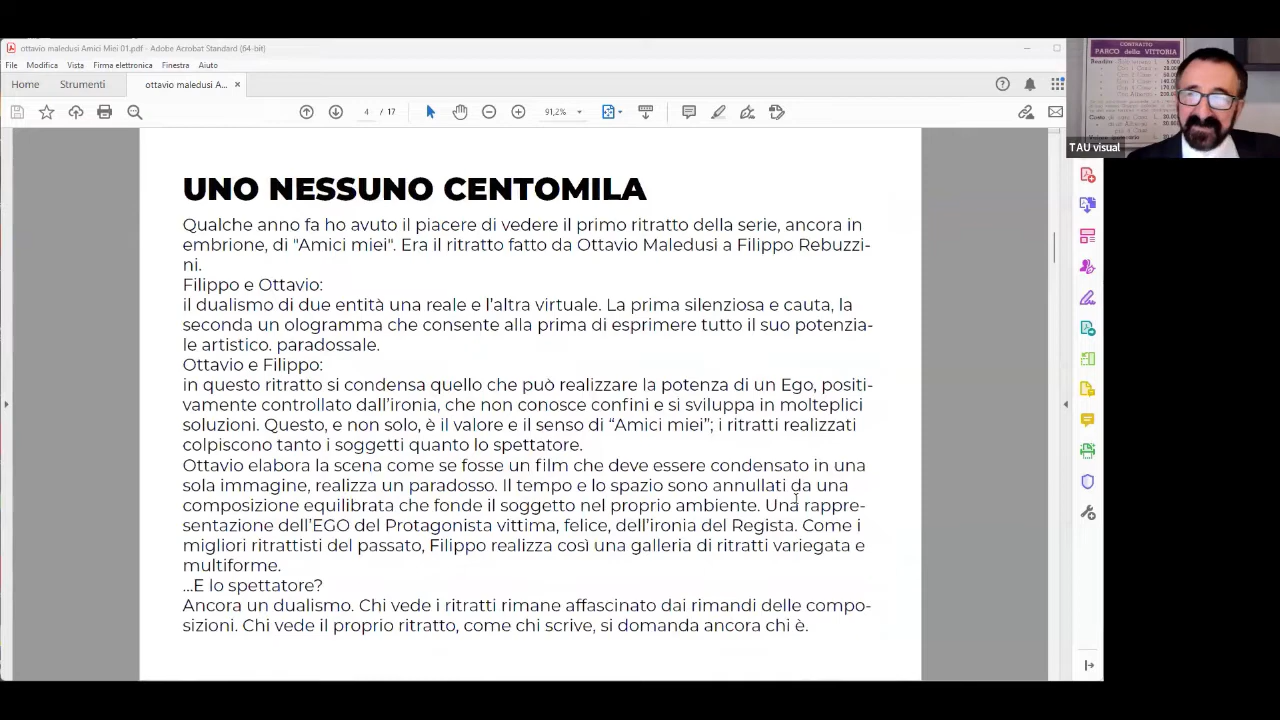 ottavio maledusi Amici Miei 01.pdf - Adobe Acrobat Standard (64-bit)
File Modifica Vista Firma elettronica Finestra Aiuto
Home Strumenti ottavio maledusi A... ×
4 / 17 91,2%
UNO NESSUNO CENTOMILA
Qualche anno fa ho avuto il piacere di vedere il primo ritratto della serie, ancora in
embrione, di "Amici miei". Era il ritratto fatto da Ottavio Maledusi a Filippo Rebuzzi-
ni.
Filippo e Ottavio:
il dualismo di due entità una reale e l'altra virtuale. La prima silenziosa e cauta, la
seconda un ologramma che consente alla prima di esprimere tutto il suo potenzia-
le artistico. paradossale.
Ottavio e Filippo:
in questo ritratto si condensa quello che può realizzare la potenza di un Ego, positi-
vamente controllato dall'ironia, che non conosce confini e si sviluppa in molteplici
soluzioni. Questo, e non solo, è il valore e il senso di “Amici miei”; i ritratti realizzati
colpiscono tanto i soggetti quanto lo spettatore.
Ottavio elabora la scena come se fosse un film che deve essere condensato in una
sola immagine, realizza un paradosso. Il tempo e lo spazio sono annullati da una
composizione equilibrata che fonde il soggetto nel proprio ambiente. Una rappre-
sentazione dell'EGO del Protagonista vittima, felice, dell'ironia del Regista. Come i
migliori ritrattisti del passato, Filippo realizza così una galleria di ritratti variegata e
multiforme.
...E lo spettatore?
Ancora un dualismo. Chi vede i ritratti rimane affascinato dai rimandi delle compo-
sizioni. Chi vede il proprio ritratto, come chi scrive, si domanda ancora chi è.
CONTRATTO
PARCO della VITTORIA
TAU visual